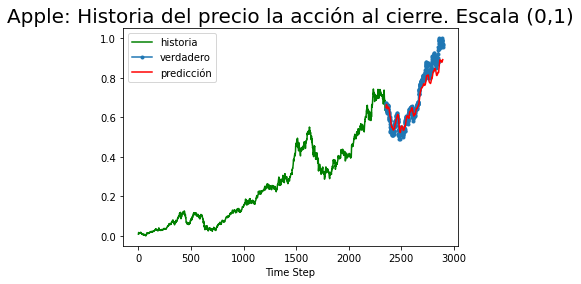 Apple: Historia del precio la acción al cierre. Escala (0,1)
historia
verdadero
predicción
1.0
0.8
0.6
0.4
0.2
0.0
0 500 1000 1500 2000 2500 3000
Time Step